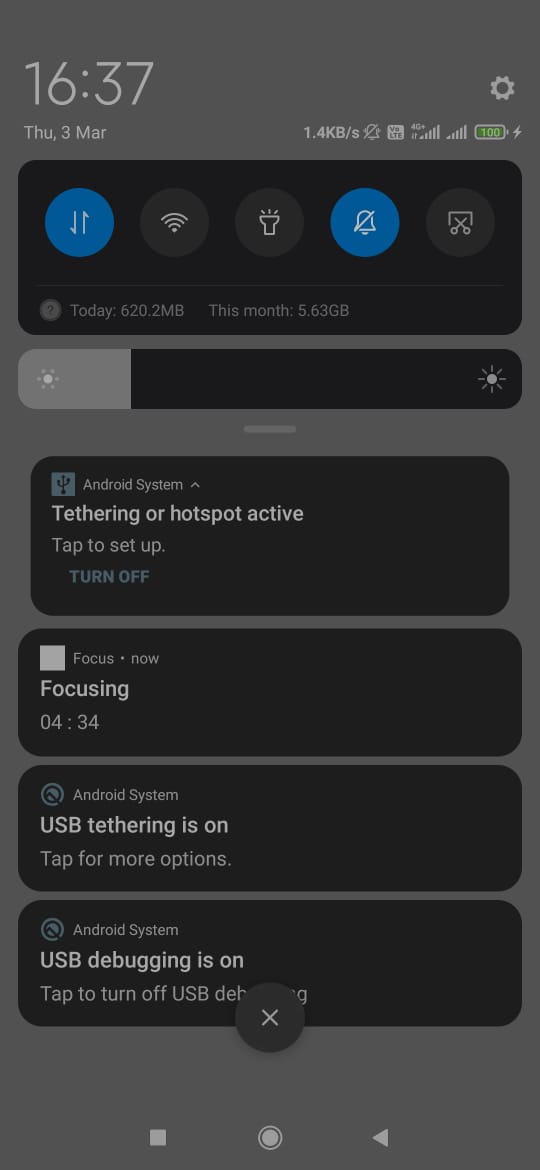 16:37
Thu, 3 Mar
1.4KB/s Vo LTE 4G+ 100
Today: 620.2MB This month: 5.63GB
Android System
Tethering or hotspot active
Tap to set up.
TURN OFF
Focus • now
Focusing
04 : 34
Android System
USB tethering is on
Tap for more options.
Android System
USB debugging is on
Tap to turn off USB deb g